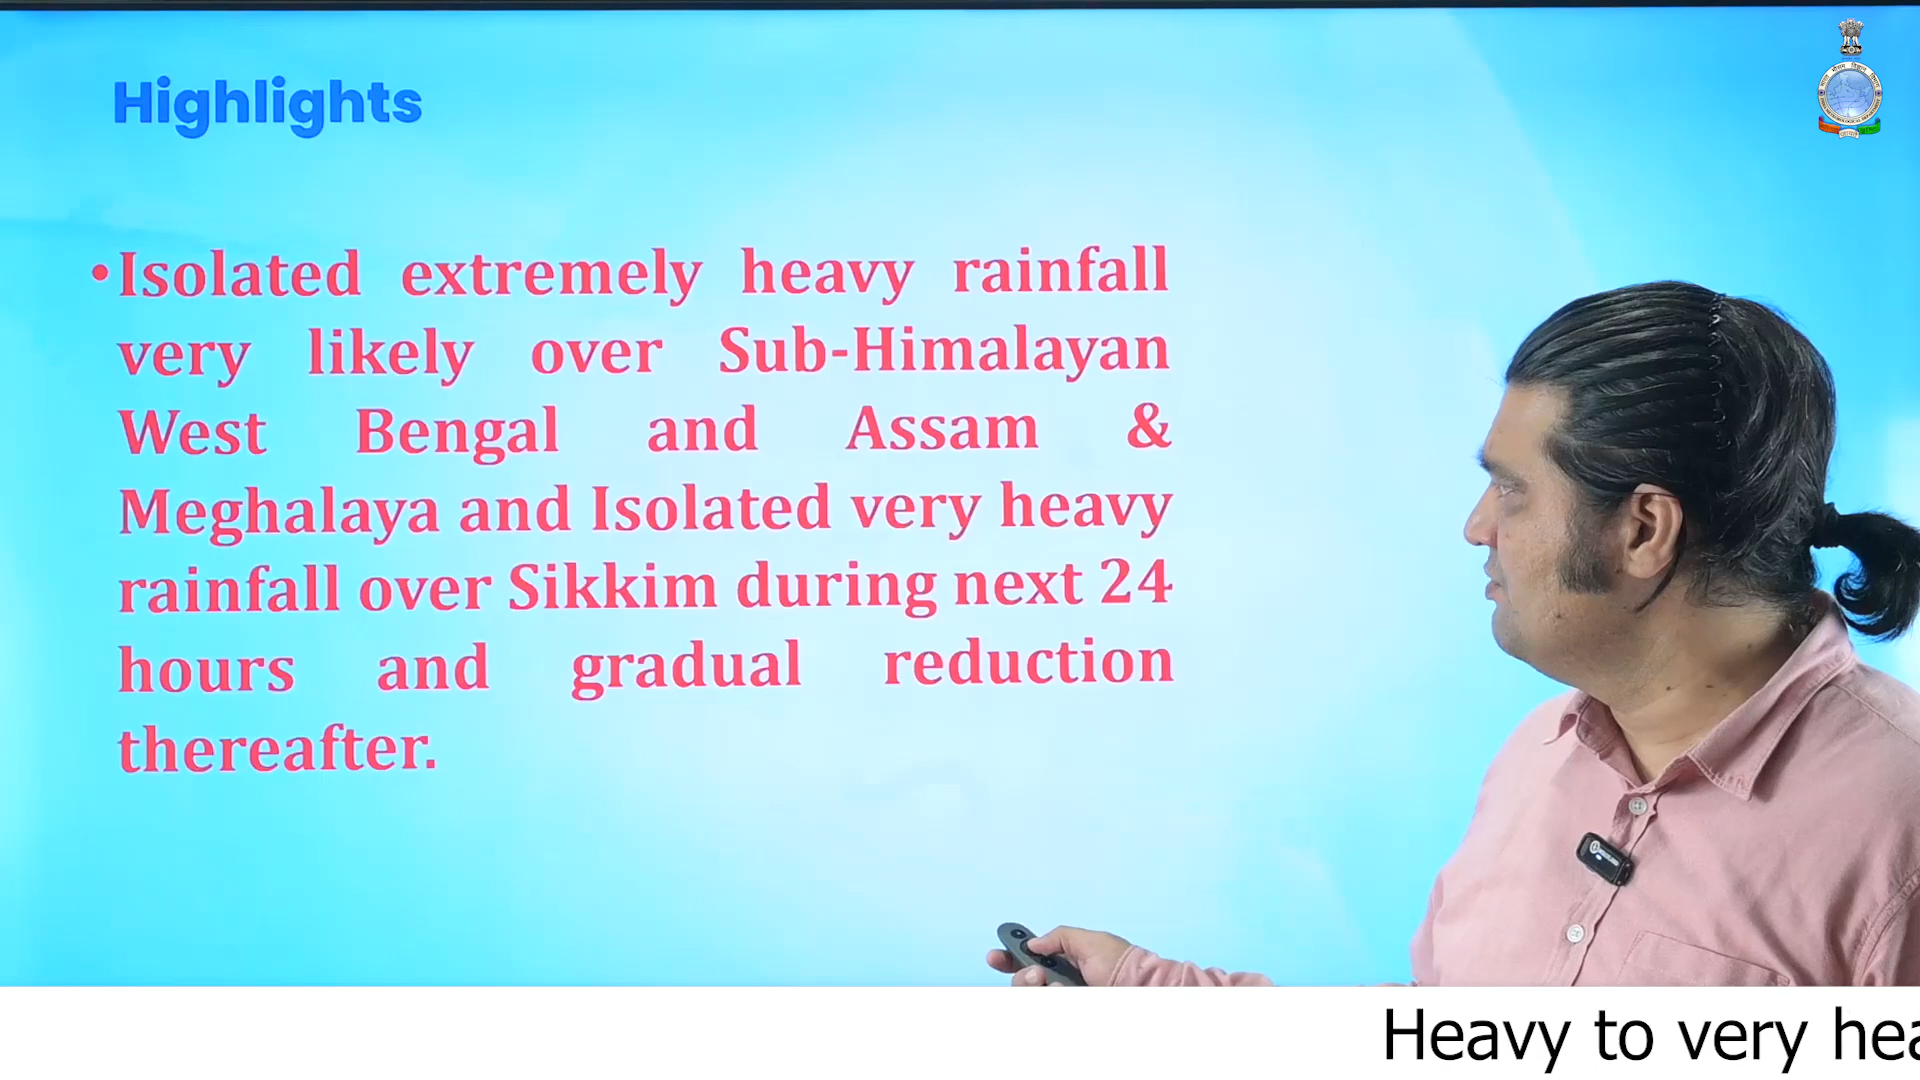 Highlights
•Isolated extremely heavy rainfall
very likely over Sub-Himalayan
West Bengal and Assam &
Meghalaya and Isolated very heavy
rainfall over Sikkim during next 24
hours and gradual reduction
thereafter.
Heavy to very hea